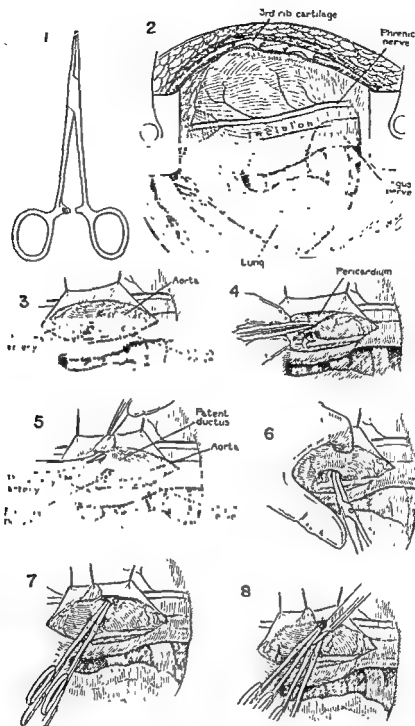 1
2
3rd rib cartilage
Phrenic
nerve
Incision
Lung
3
Aorta
4
Pericardium
5
Patent
ductus
Aorta
6
7
8